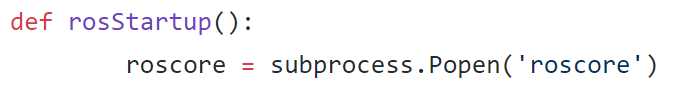 def rosStartup():
        roscore = subprocess.Popen('roscore')